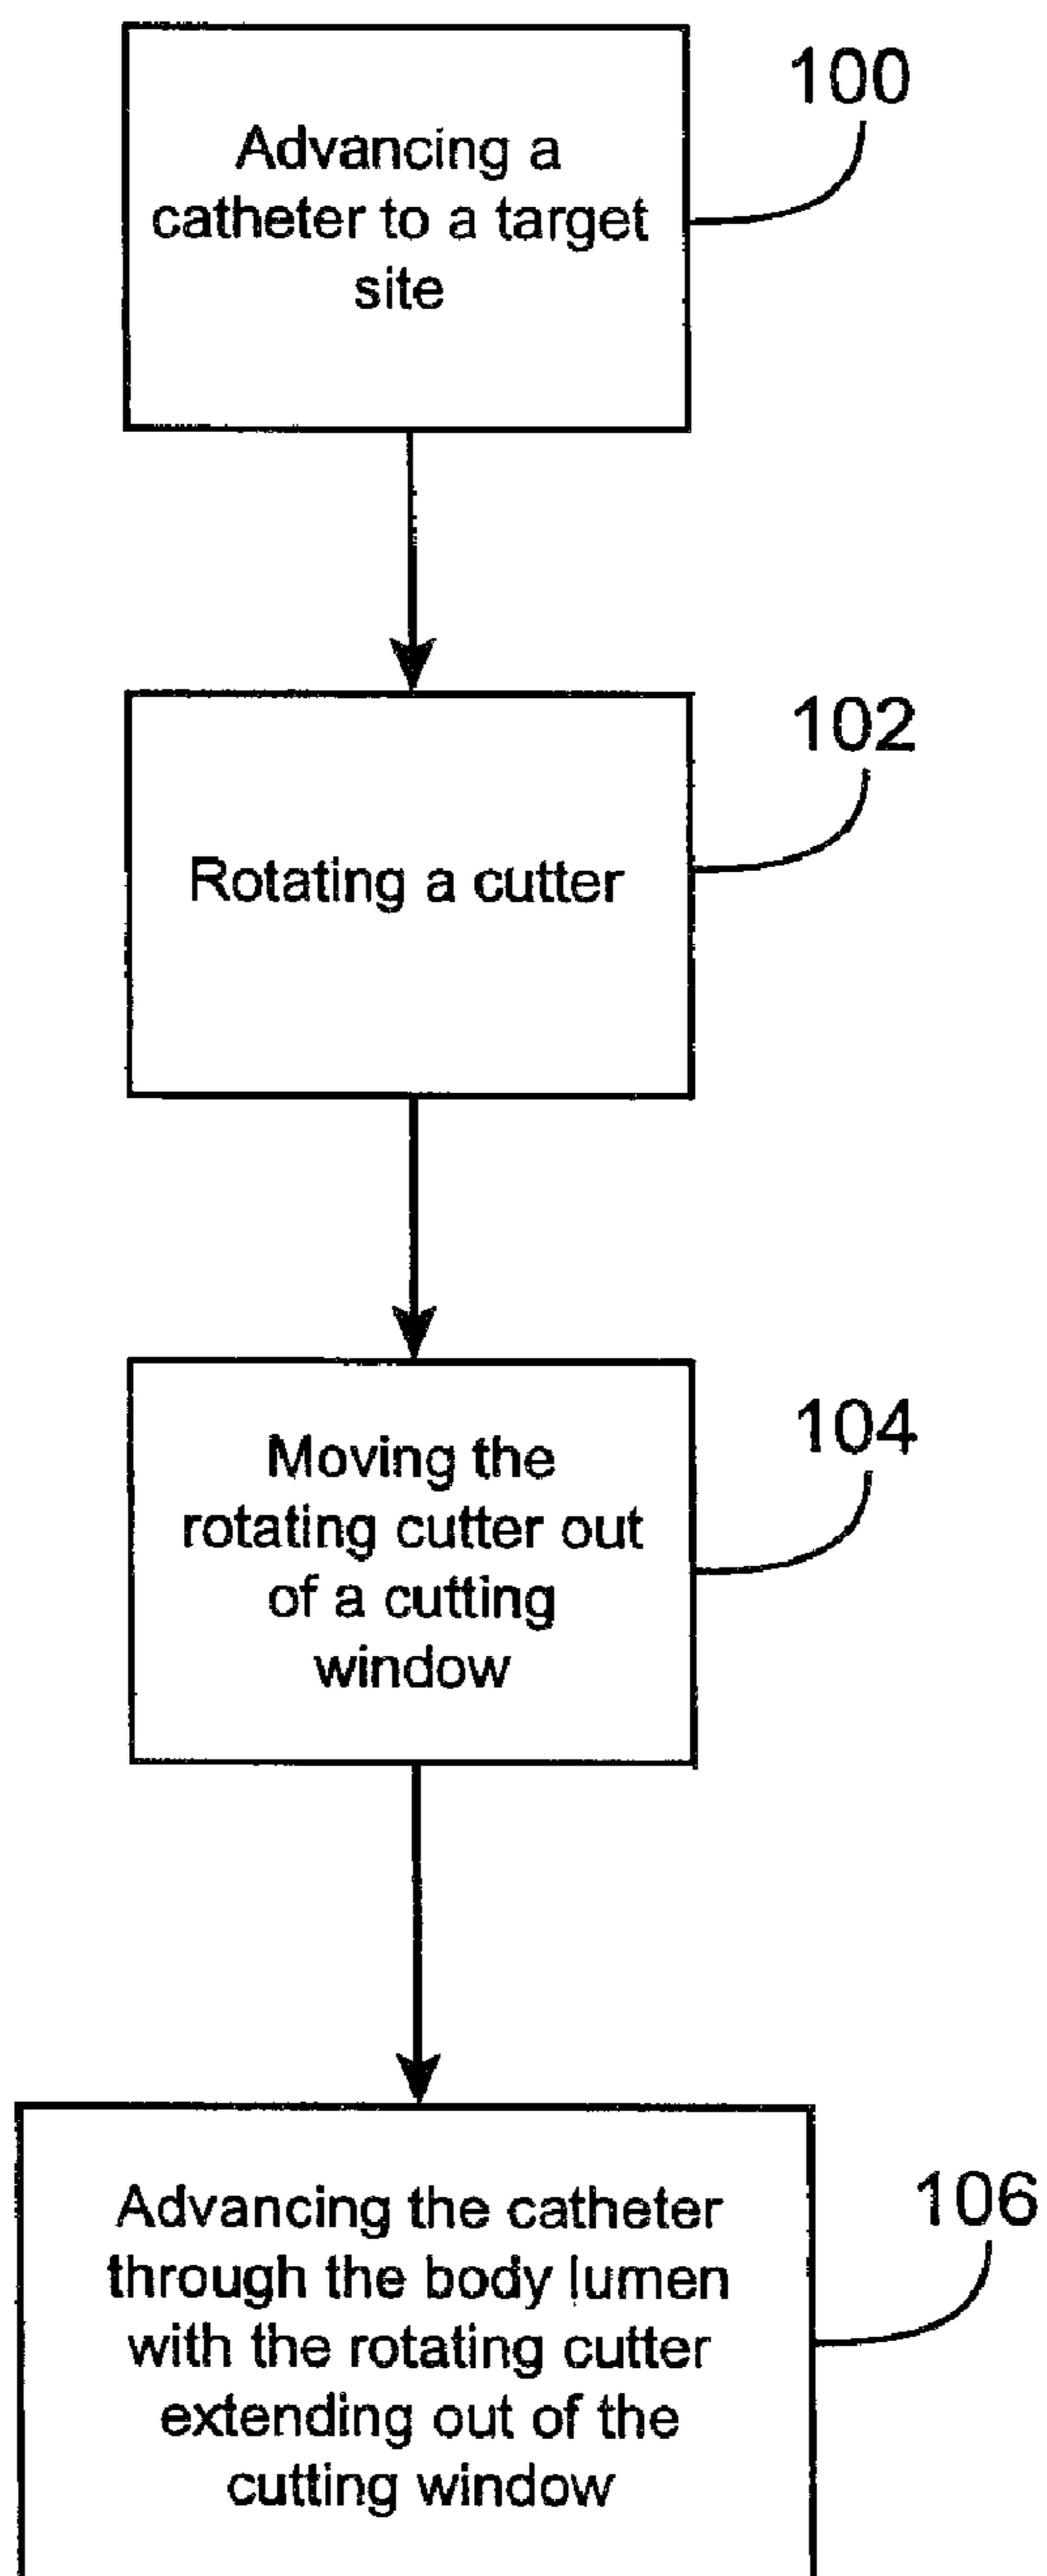 100
Advancing a
catheter to a target
site
102
Rotating a cutter
104
Moving the
rotating cutter out
of a cutting
window
106
Advancing the catheter
through the body lumen
with the rotating cutter
extending out of the
cutting window